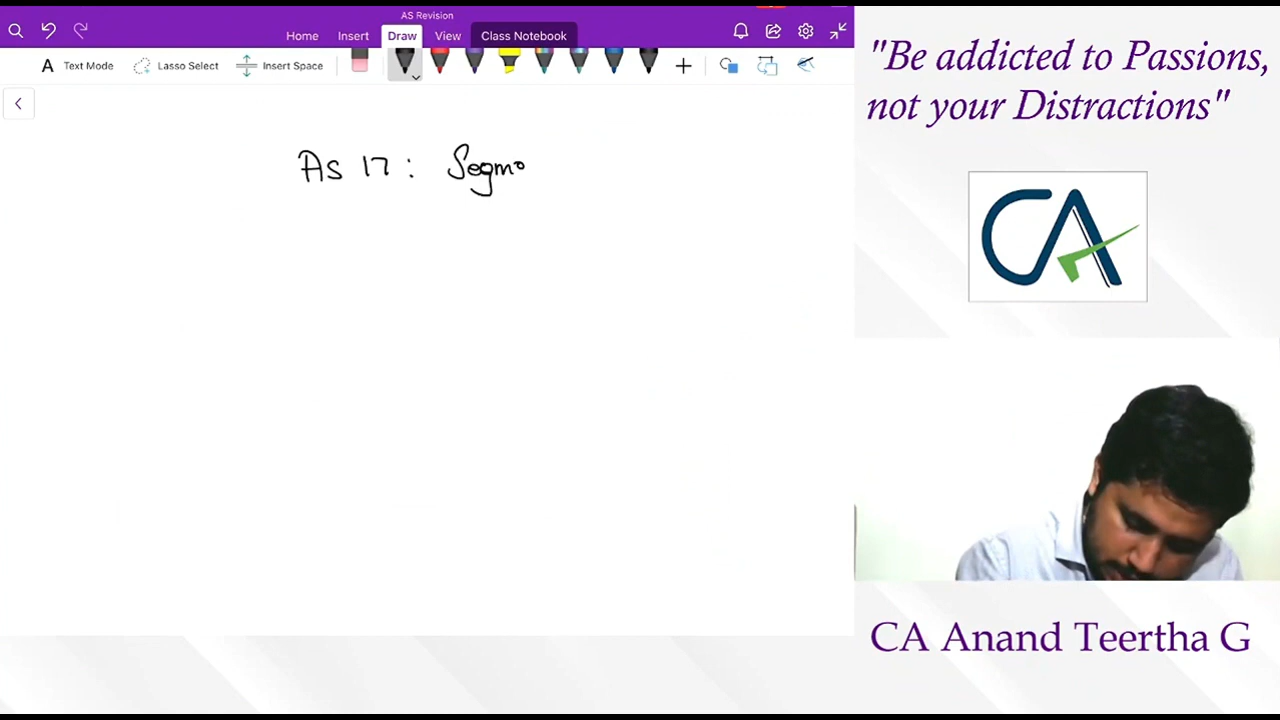 AS Revision
Home Insert Draw View Class Notebook
A Text Mode Lasso Select Insert Space
As 17 : Segme
"Be addicted to Passions,
not your Distractions"
CA
CA Anand Teertha G